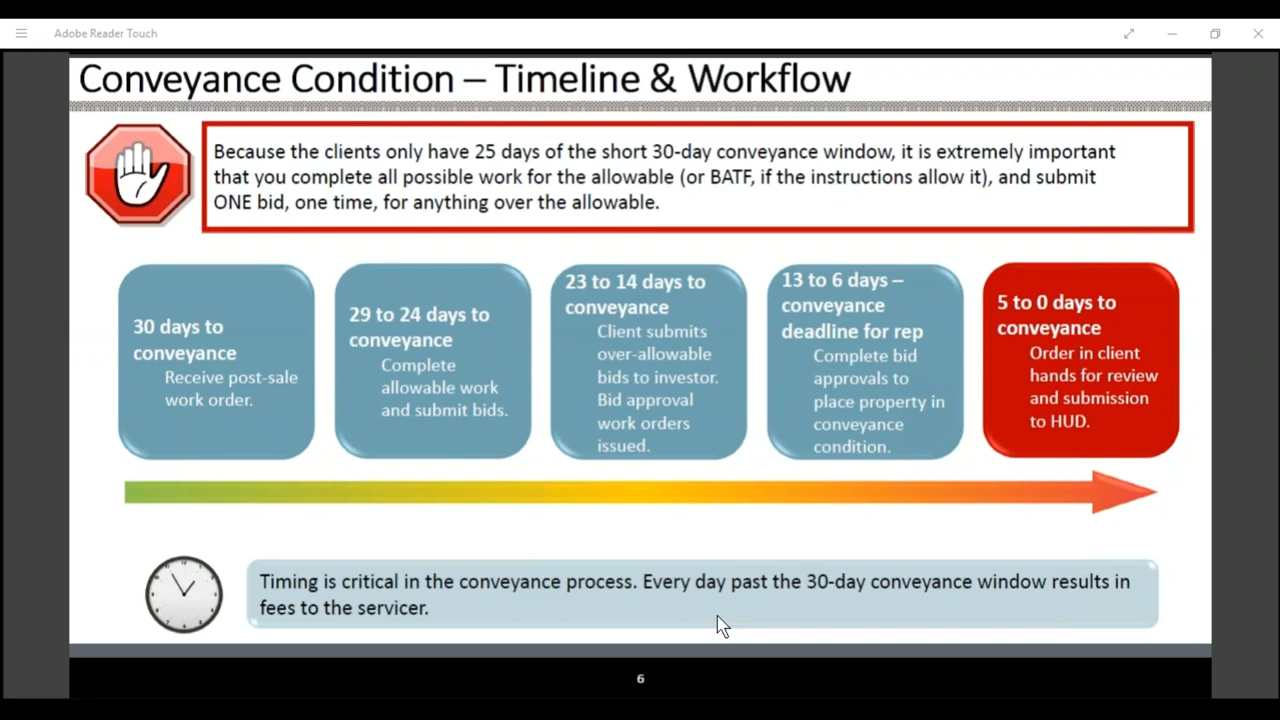 Adobe Reader Touch
Conveyance Condition – Timeline & Workflow
Because the clients only have 25 days of the short 30-day conveyance window, it is extremely important
that you complete all possible work for the allowable (or BATF, if the instructions allow it), and submit
ONE bid, one time, for anything over the allowable.
30 days to
conveyance
Receive post-sale
work order.
29 to 24 days to
conveyance
Complete
allowable work
and submit bids.
23 to 14 days to
conveyance
Client submits
over-allowable
bids to investor.
Bid approval
work orders
issued.
13 to 6 days –
conveyance
deadline for rep
Complete bid
approvals to
place property in
conveyance
condition.
5 to 0 days to
conveyance
Order in client
hands for review
and submission
to HUD.
Timing is critical in the conveyance process. Every day past the 30-day conveyance window results in
fees to the servicer.
6